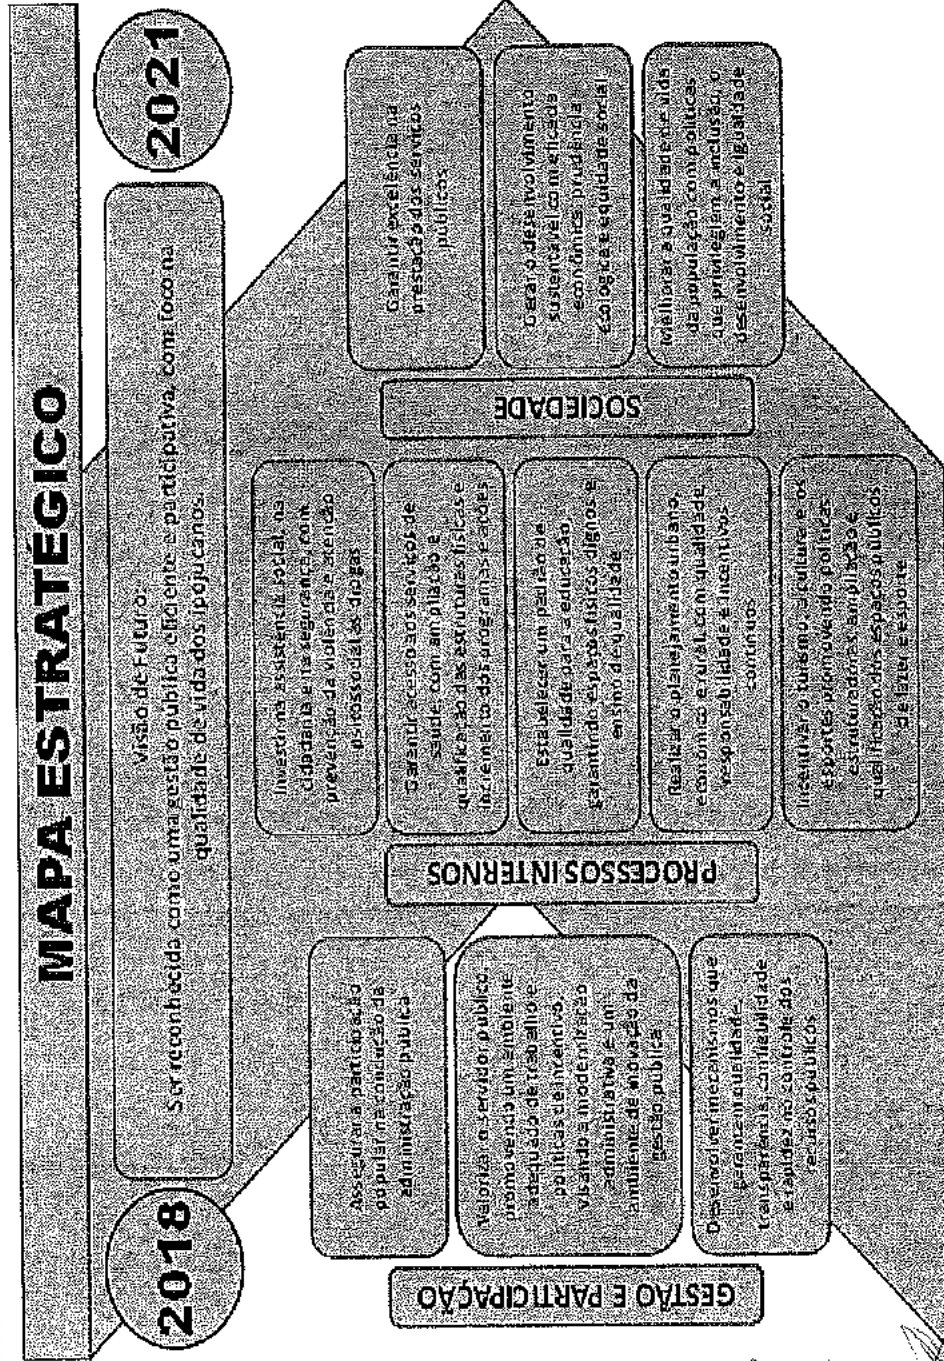 MAPA ESTRATÉGICO
2018
Visão de Futuro:
Ser reconhecida como uma gestão pública eficiente e participativa, com foco na
qualidade de vida dos ipojucanos.
2021
GESTÃO E PARTICIPAÇÃO
Assegurar a participação
popular na condução da
administração pública
Valorizar o servidor público
promovendo um ambiente
adequado de trabalho e
políticas de incentivo,
visando a modernização
administrativa e um
ambiente de inovação da
gestão pública
Desenvolver mecanismos que
garantam qualidade,
transparência, confiabilidade
e rapidez no controle dos
recursos públicos
PROCESSOS INTERNOS
Investir na assistência social, na
cidadania e na segurança, com
prevenção da violência e atenção
psicossocial às drogas
Garantir acesso aos serviços de
saúde, com ampliação e
qualificação das estruturas físicas e
incremento dos programas e ações
Estabelecer um padrão de
qualidade para a educação,
garantindo espaços físicos dignos e
ensino de qualidade
Realizar o planejamento urbano,
econômico e rural, com qualidade,
responsabilidade e incentivos
contínuos
Incentivar o turismo, a cultura e os
esportes promovendo políticas
estruturadoras, ampliação e
qualificação dos espaços públicos
de lazer e esporte
SOCIEDADE
Garantir excelência na
prestação dos serviços
públicos
Gerar o desenvolvimento
sustentável com eficácia
econômica, prudência
ecológica e equidade social
Melhorar a qualidade de vida
da população com políticas
que privilegiem a inclusão, o
desenvolvimento e igualdade
social